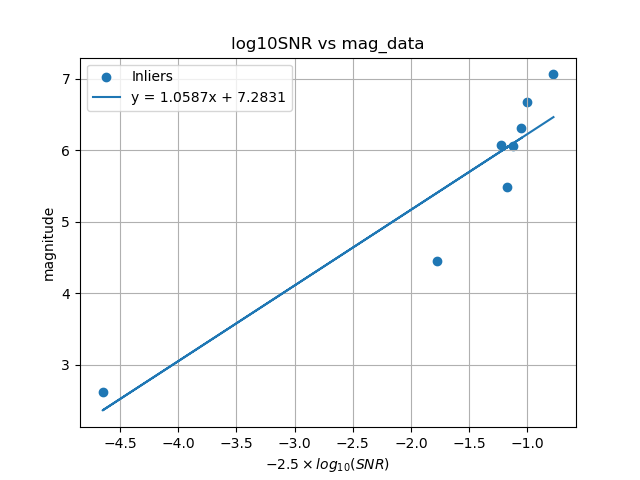 log10SNR vs mag_data
Inliers
y = 1.0587x + 7.2831
7
6
5
4
3
magnitude
−4.5 −4.0 −3.5 −3.0 −2.5 −2.0 −1.5 −1.0
−2.5 × log₁₀(SNR)